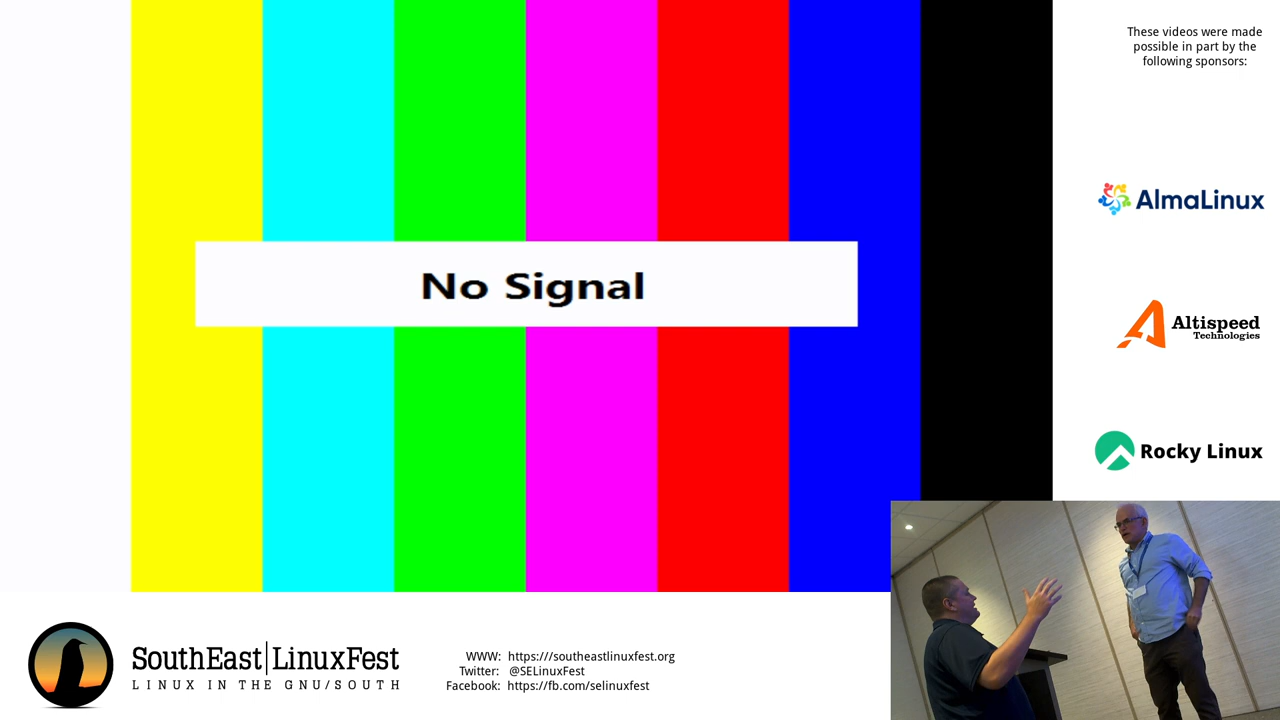 These videos were made
possible in part by the
following sponsors:
AlmaLinux
Altispeed
Technologies
Rocky Linux
No Signal
SouthEast|LinuxFest
LINUX IN THE GNU/SOUTH
WWW: https:///southeastlinuxfest.org
Twitter: @SELinuxFest
Facebook: https://fb.com/selinuxfest